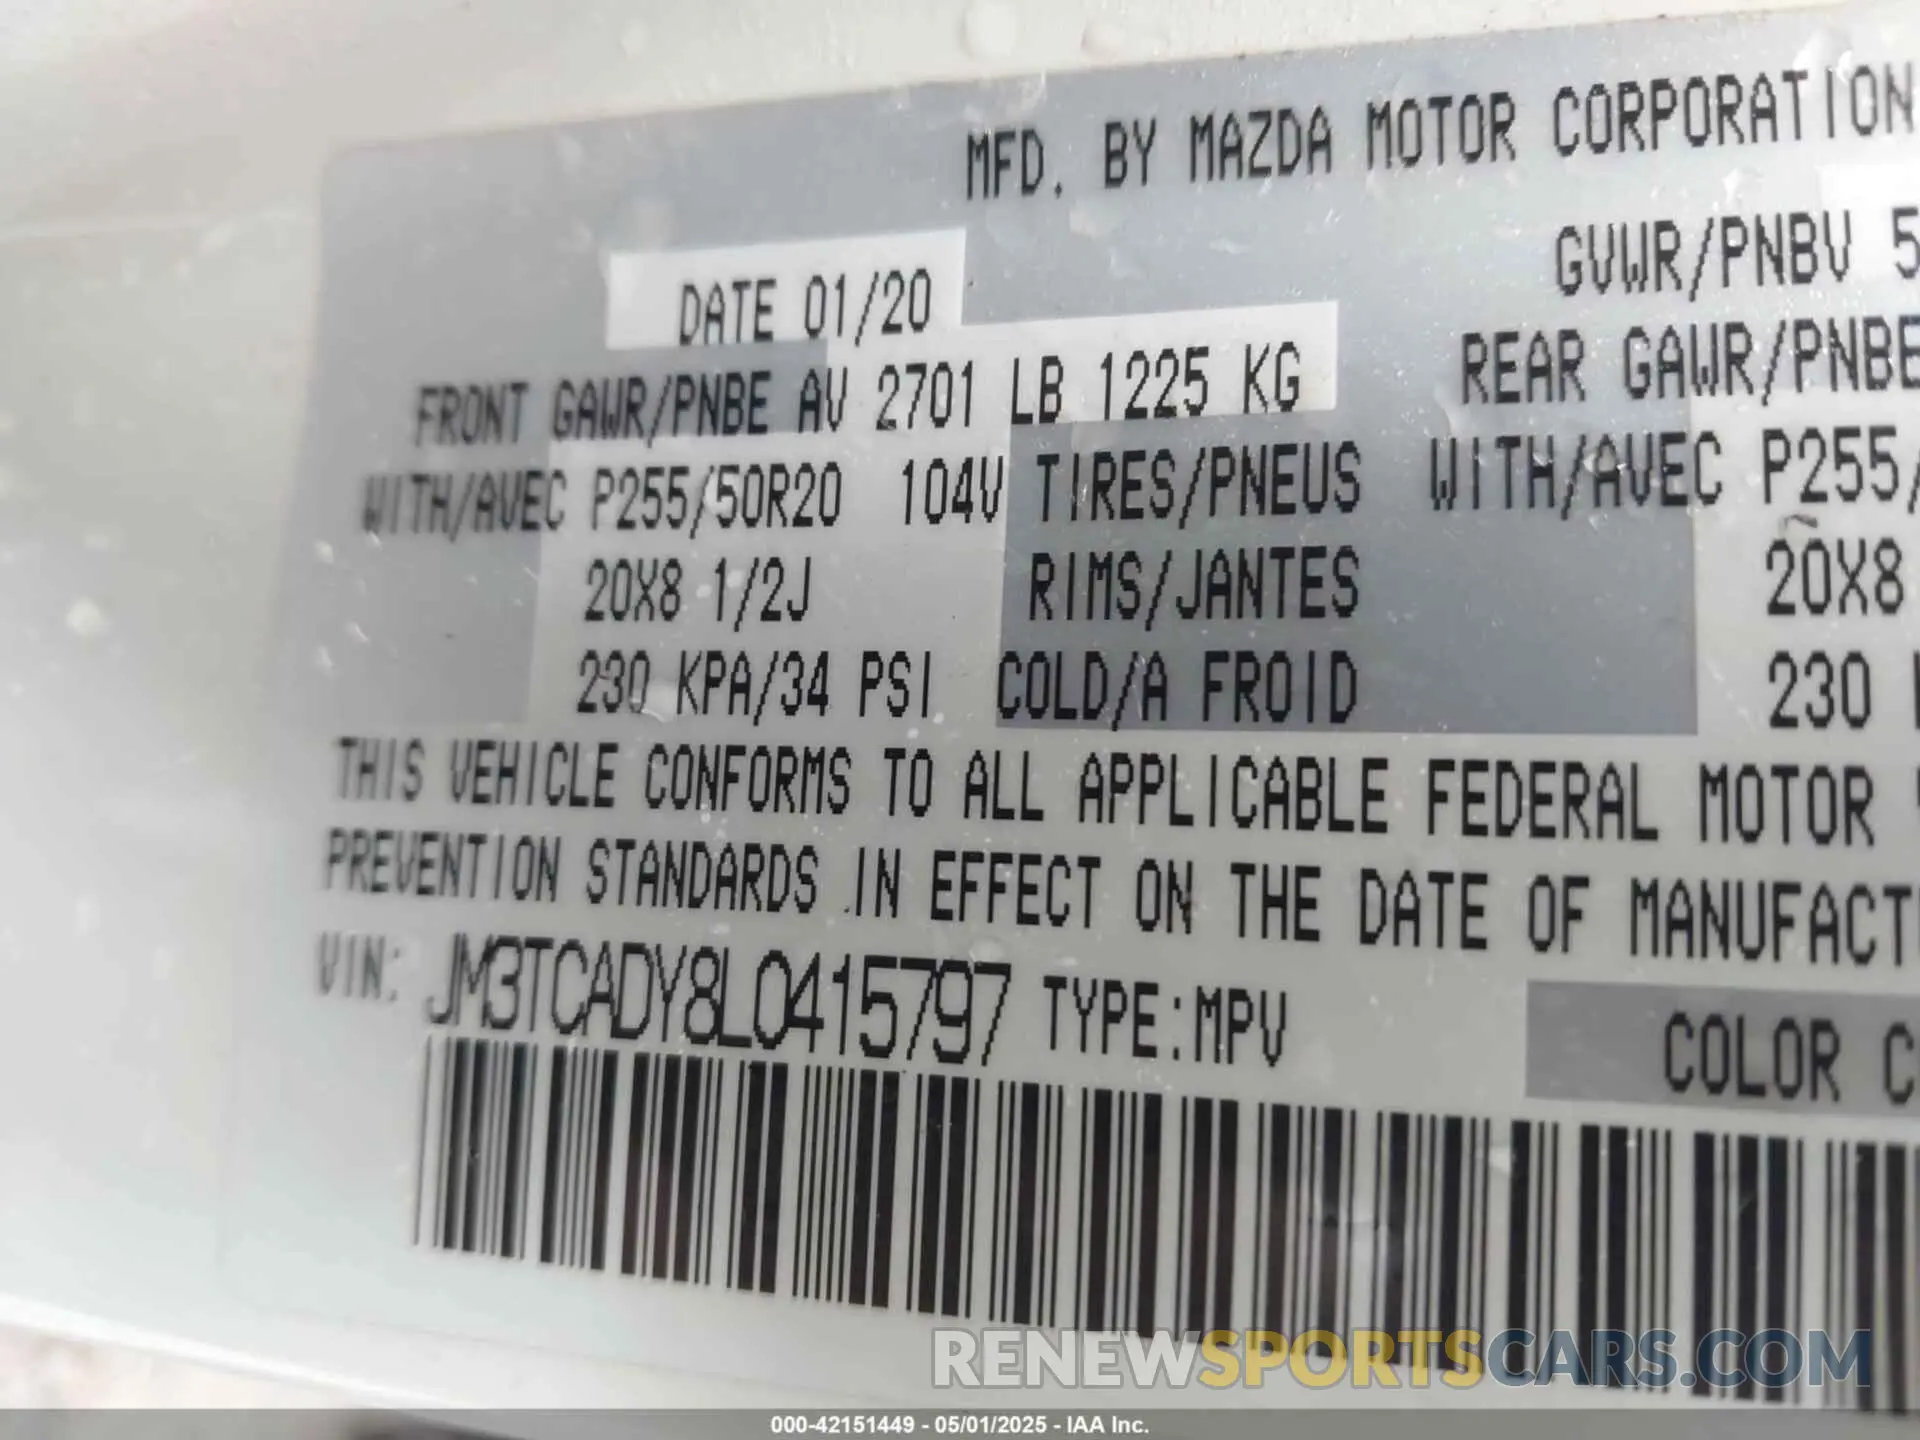 MFD. BY MAZDA MOTOR CORPORATION
DATE 01/20
GVWR/PNBV 5
FRONT GAWR/PNBE AV 2701 LB 1225 KG
REAR GAWR/PNBE
WITH/AVEC P255/50R20 104V TIRES/PNEUS WITH/AVEC P255/
20X8 1/2J RIMS/JANTES 20X8
230 KPA/34 PSI COLD/A FROID 230
THIS VEHICLE CONFORMS TO ALL APPLICABLE FEDERAL MOTOR
PREVENTION STANDARDS IN EFFECT ON THE DATE OF MANUFACT
VIN: JM3TCADY8L0415797 TYPE:MPV
COLOR C
RENEWSPORTSCARS.COM
000-42151449 - 05/01/2025 - IAA Inc.